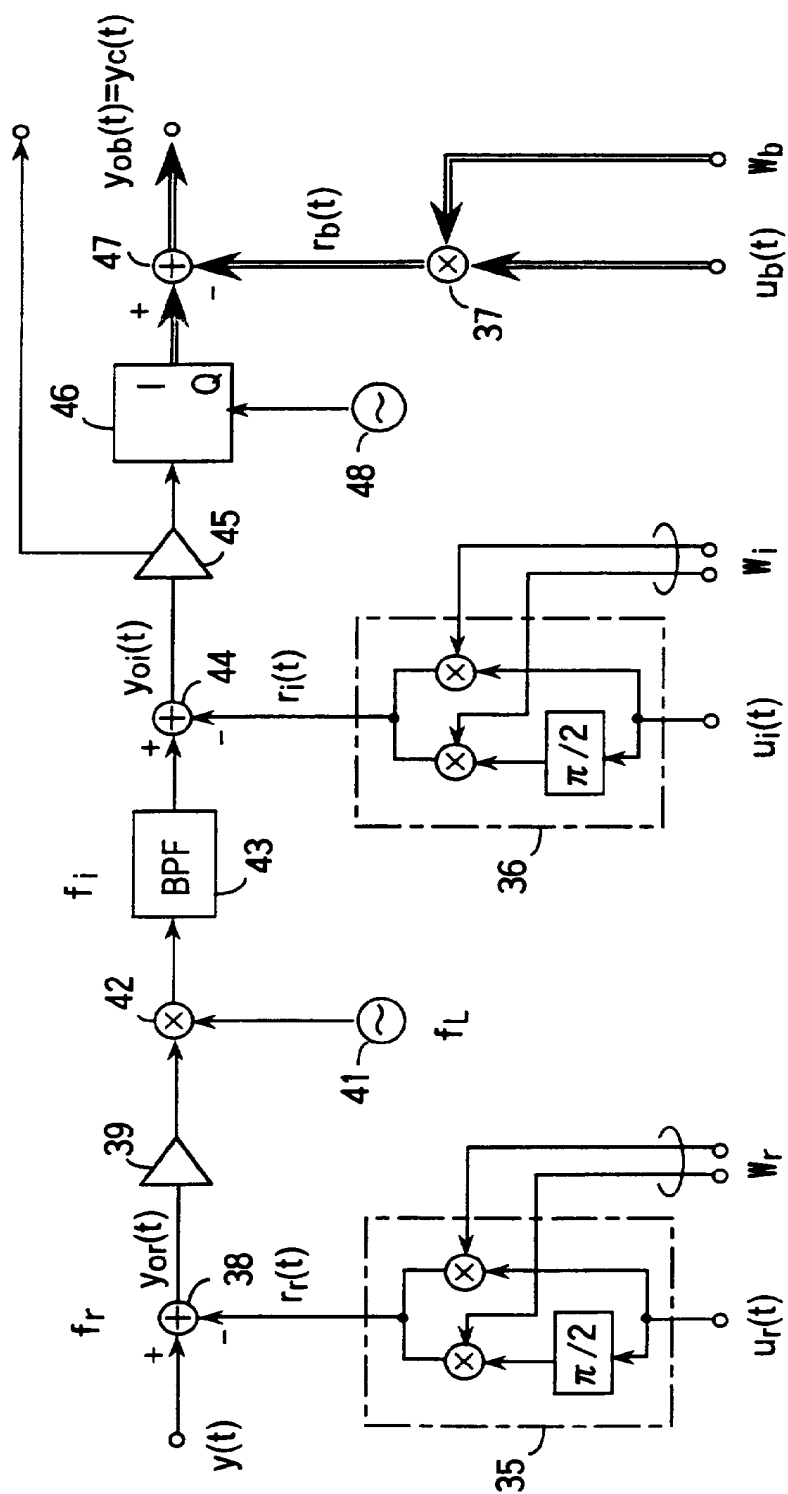 fr
fi
y(t)
+
-
38
yor(t)
39
42
BPF
43
+
-
44
yoi(t)
45
46
I
Q
+
-
47
yob(t)=yc(t)
rr(t)
41
~
fL
ri(t)
48
~
rb(t)
37
35
π/2
ur(t)
Wr
36
π/2
ui(t)
Wi
ub(t)
Wb